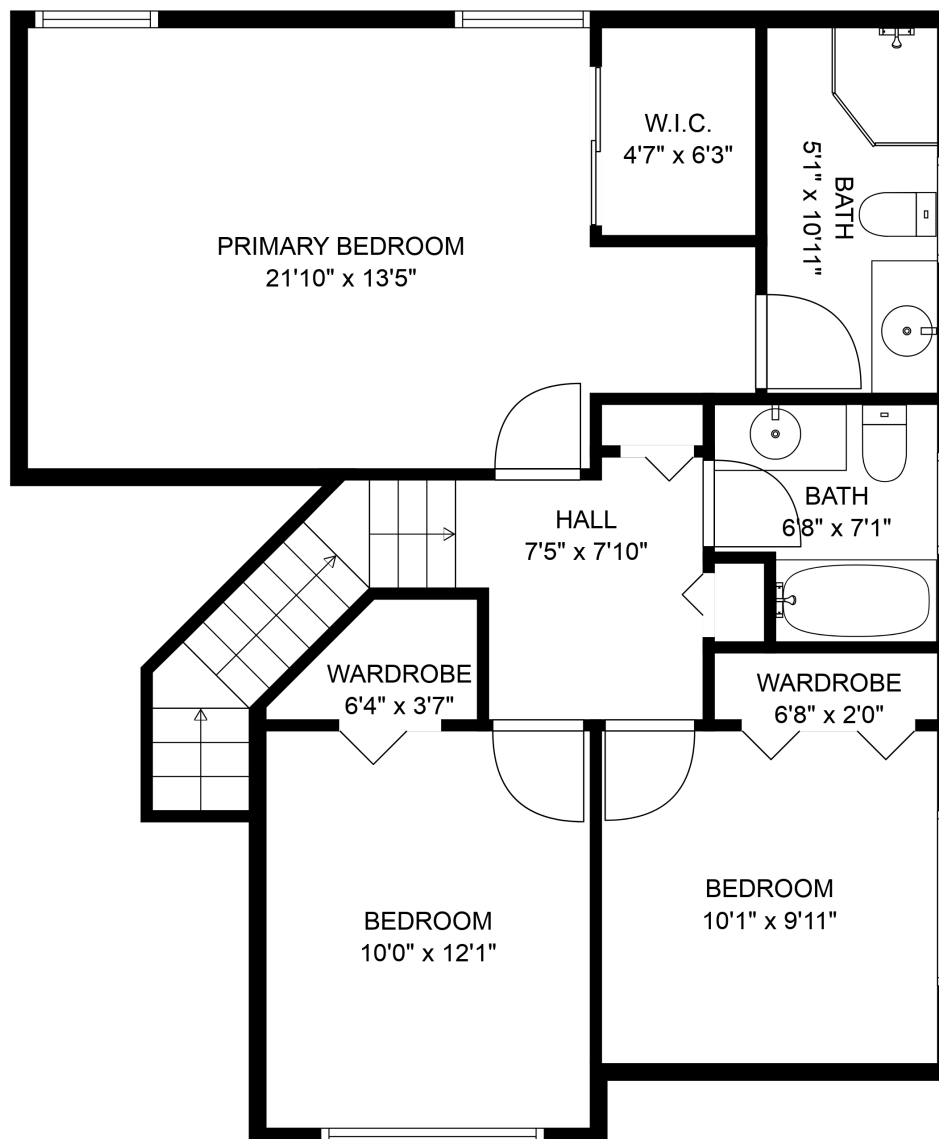 W.I.C.
4'7" x 6'3"
BATH
5'1" x 10'11"
PRIMARY BEDROOM
21'10" x 13'5"
HALL
7'5" x 7'10"
BATH
6'8" x 7'1"
WARDROBE
6'4" x 3'7"
WARDROBE
6'8" x 2'0"
BEDROOM
10'0" x 12'1"
BEDROOM
10'1" x 9'11"